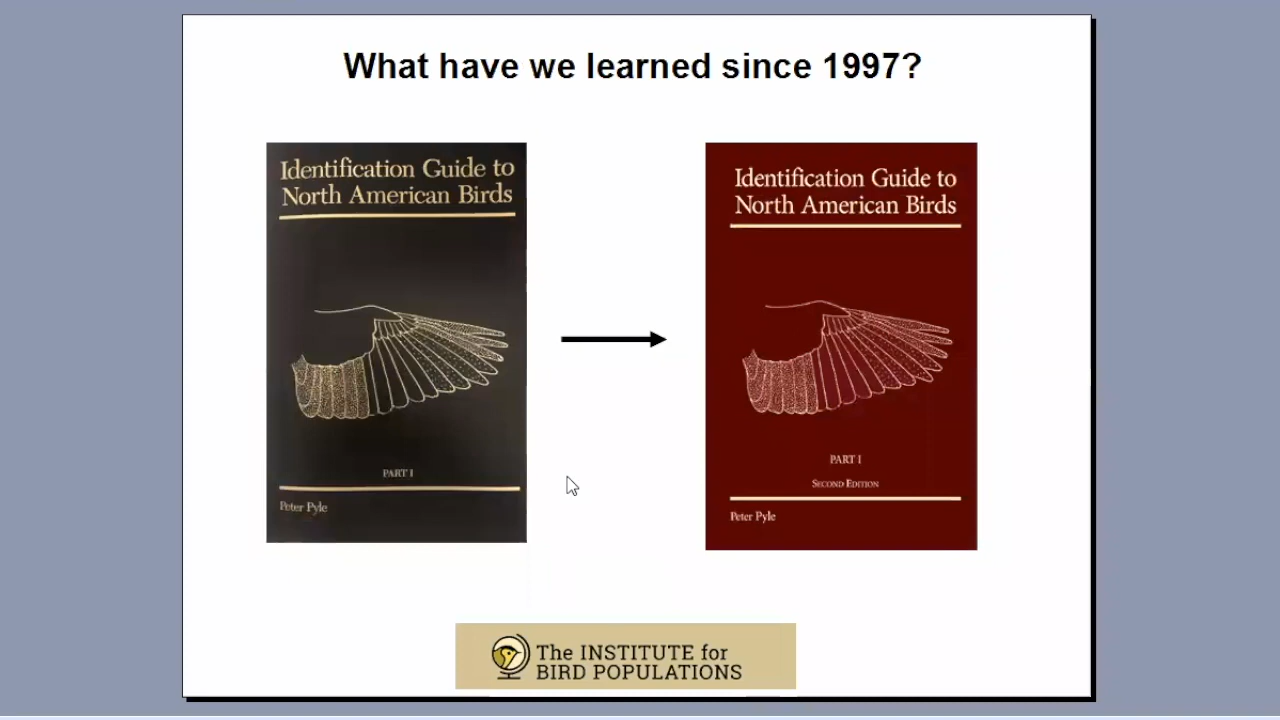 What have we learned since 1997?
Identification Guide to
North American Birds
PART I
Peter Pyle
Identification Guide to
North American Birds
PART I
SECOND EDITION
Peter Pyle
The INSTITUTE for
BIRD POPULATIONS